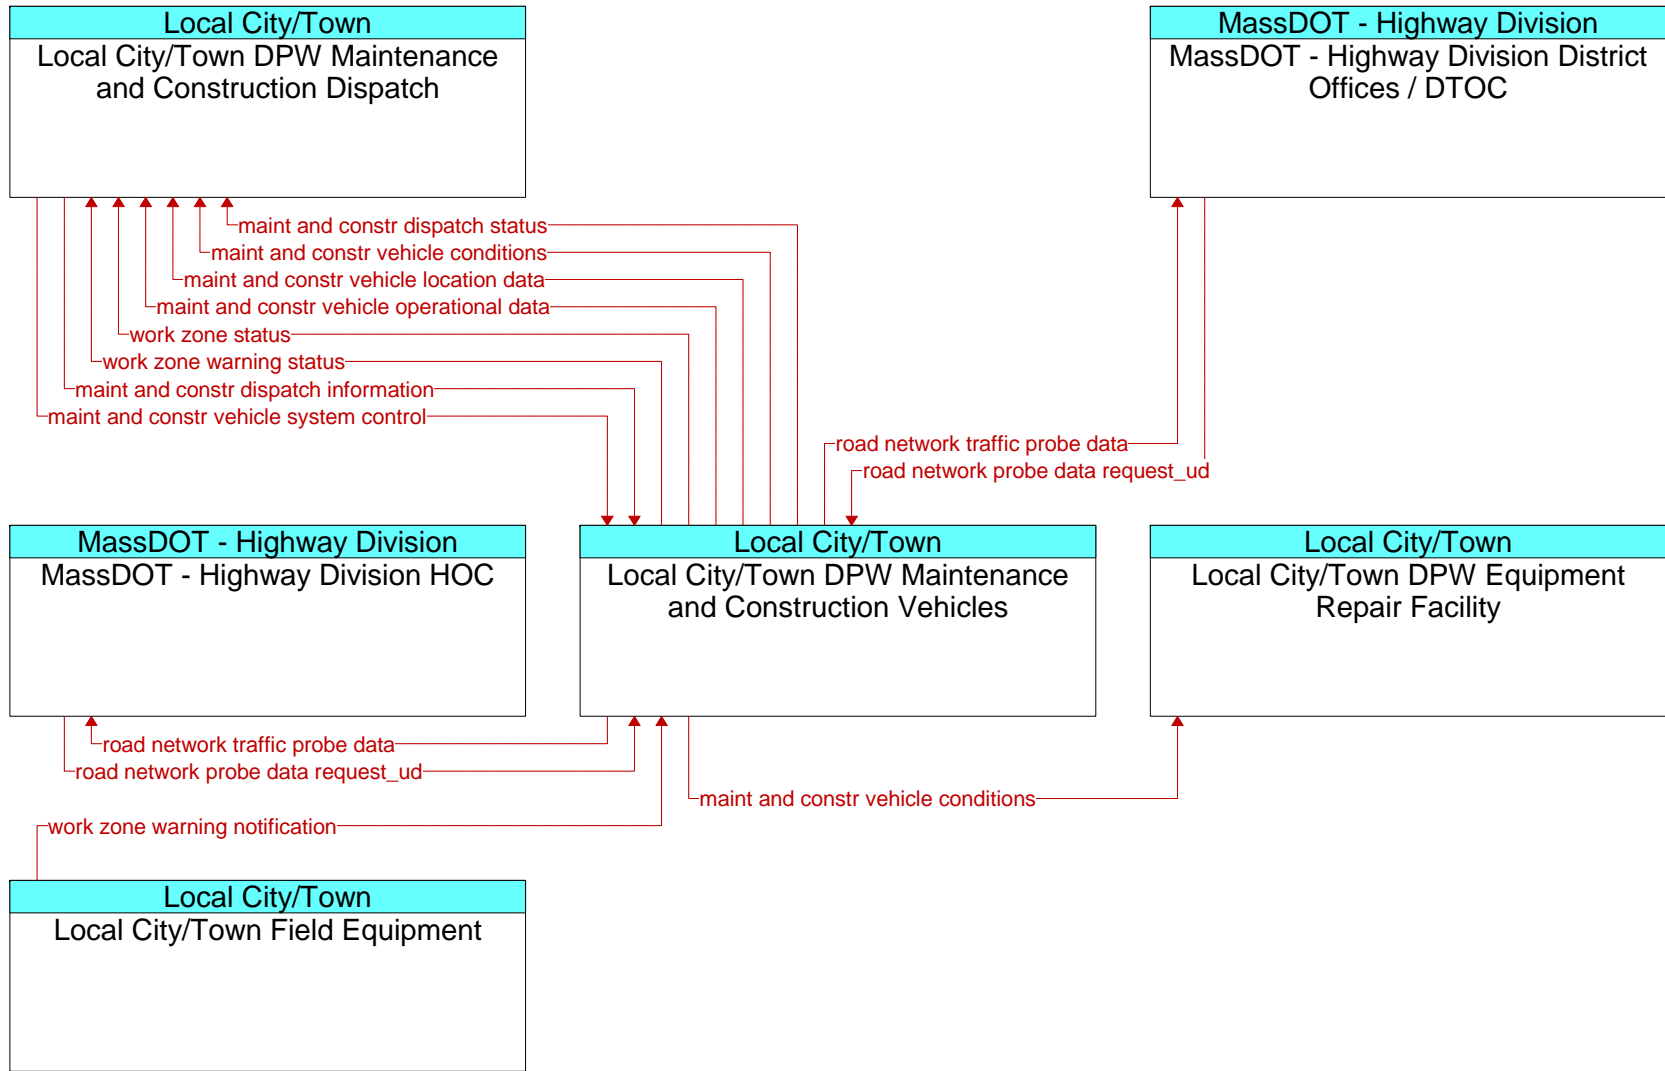 Local City/Town
Local City/Town DPW Maintenance
and Construction Dispatch
MassDOT - Highway Division
MassDOT - Highway Division District
Offices / DTOC
maint and constr dispatch status
maint and constr vehicle conditions
maint and constr vehicle location data
maint and constr vehicle operational data
work zone status
work zone warning status
maint and constr dispatch information
maint and constr vehicle system control
road network traffic probe data
road network probe data request_ud
MassDOT - Highway Division
MassDOT - Highway Division HOC
Local City/Town
Local City/Town DPW Maintenance
and Construction Vehicles
Local City/Town
Local City/Town DPW Equipment
Repair Facility
road network traffic probe data
road network probe data request_ud
maint and constr vehicle conditions
work zone warning notification
Local City/Town
Local City/Town Field Equipment